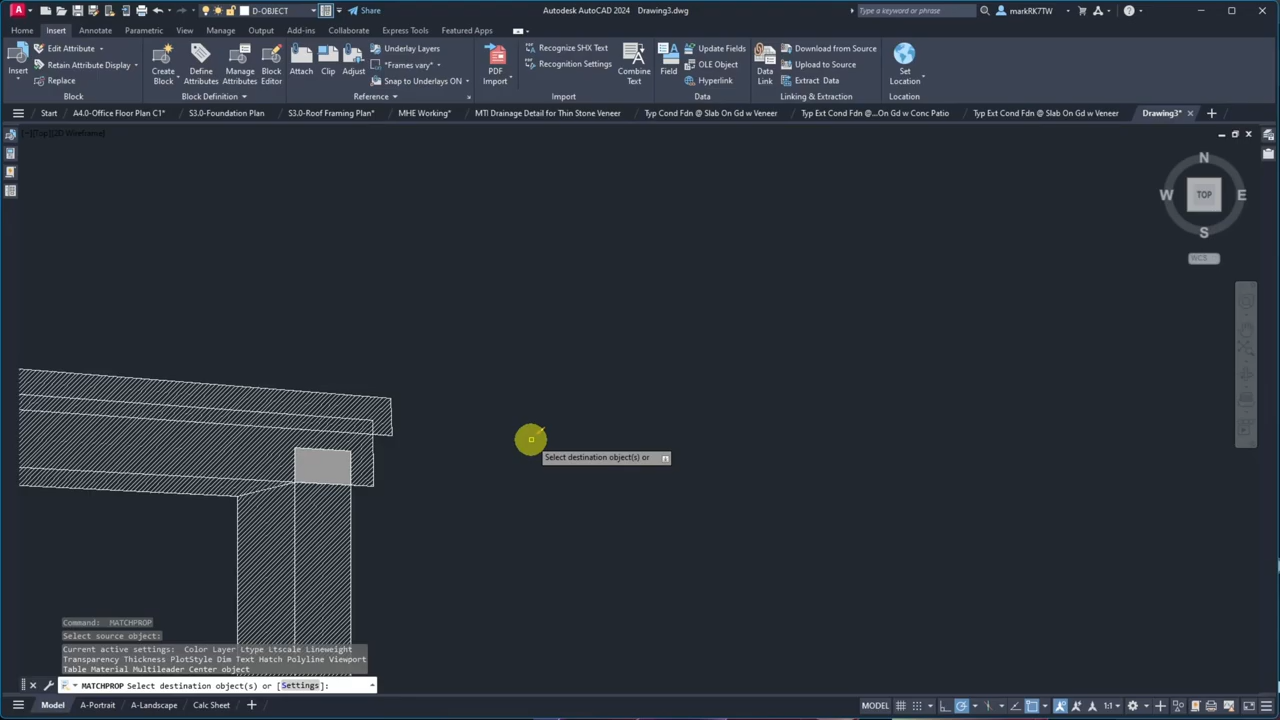 Share
D-OBJECT
Autodesk AutoCAD 2024 Drawing3.dwg
Type a keyword or phrase
markRK7TW
Home Insert Annotate Parametric View Manage Output Add-ins Collaborate Express Tools Featured Apps
Insert
Edit Attribute
Retain Attribute Display
Replace
Block
Create
Block
Define
Attributes
Manage
Attributes
Block
Editor
Block Definition
Attach Clip Adjust
Underlay Layers
*Frames vary*
Snap to Underlays ON
Reference
PDF
Import
Recognize SHX Text
Recognition Settings
Combine
Text
Import
Field
Update Fields
OLE Object
Hyperlink
Data
Data
Link
Download from Source
Upload to Source
Extract Data
Linking & Extraction
Set
Location
Location
Start A4.0-Office Floor Plan C1* S3.0-Foundation Plan S3.0-Roof Framing Plan* MHE Working* MTI Drainage Detail for Thin Stone Veneer Typ Cond Fdn @ Slab On Gd w Veneer Typ Ext Cond Fdn @...On Gd w Conc Patio Typ Ext Cond Fdn @ Slab On Gd w Veneer Drawing3*
[−][Top][2D Wireframe]
N
W TOP E
S
WCS
Select destination object(s) or
Command: MATCHPROP
Select source object:
Current active settings: Color Layer Ltype Ltscale Lineweight
Transparency Thickness PlotStyle Dim Text Hatch Polyline Viewport
Table Material Multileader Center object
MATCHPROP Select destination object(s) or [Settings]:
Model A-Portrait A-Landscape Calc Sheet
MODEL 1:1